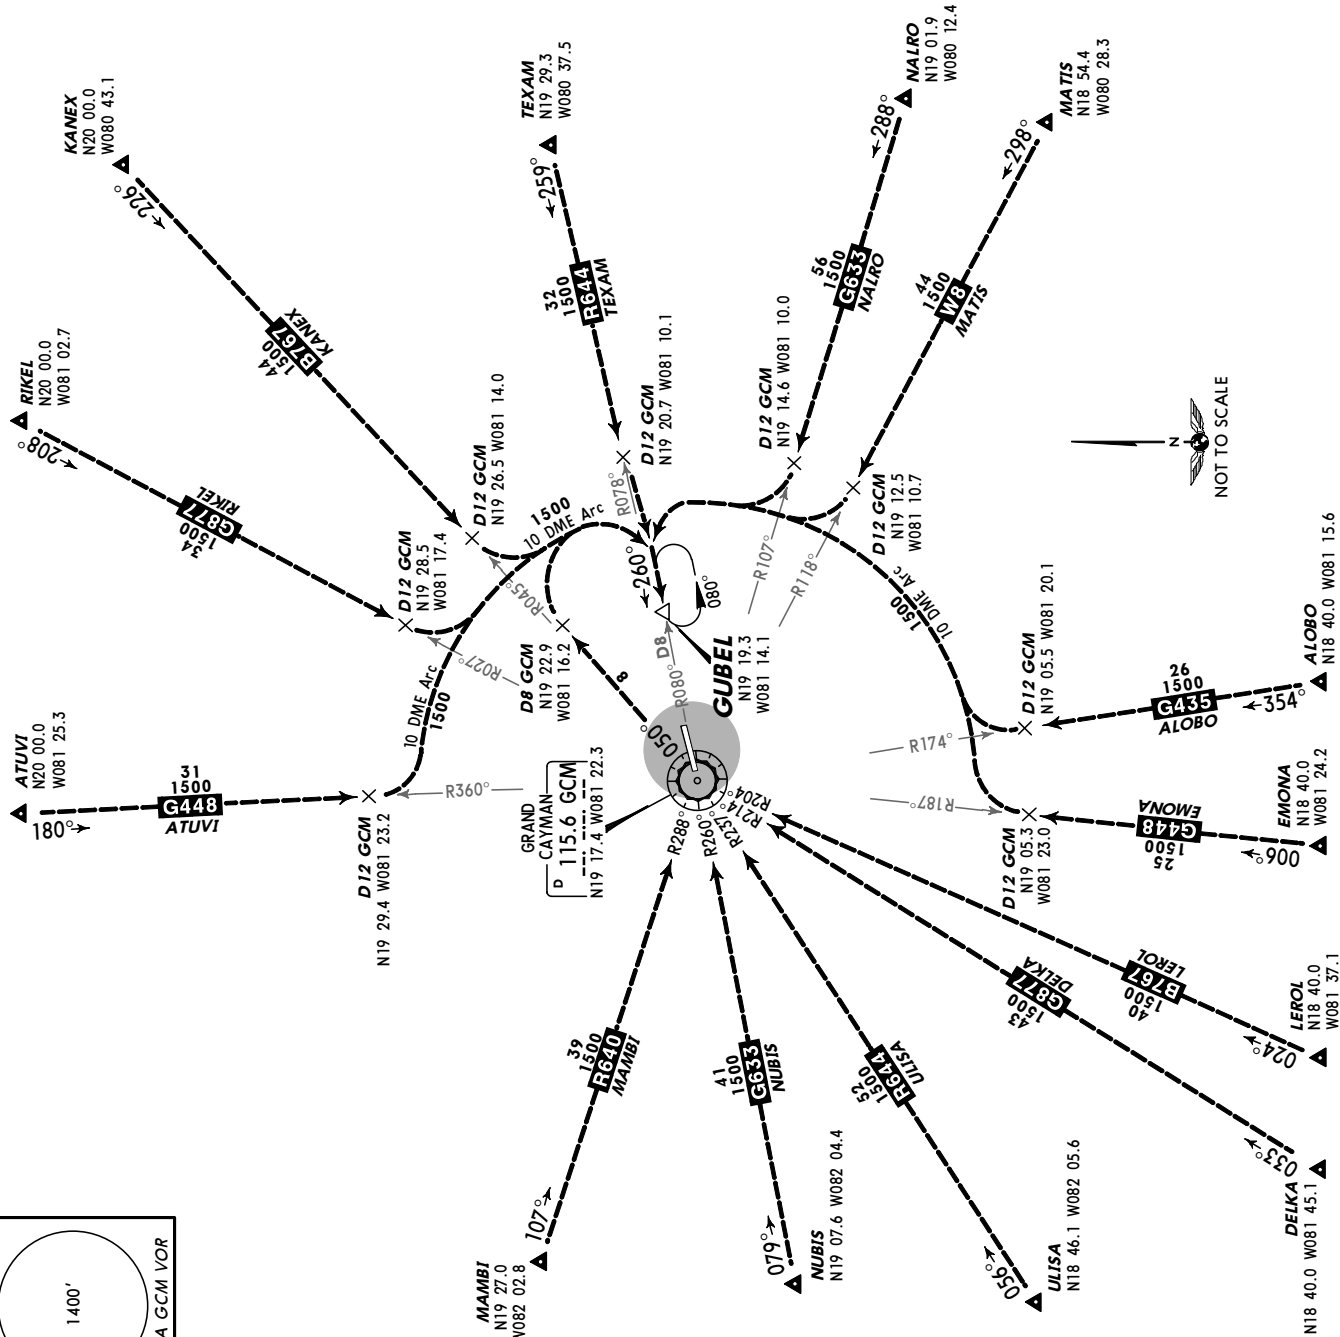 NALRO
N19 01.9
W080 12.4
288°
56
1500
G633
NALRO
MATIS
N18 54.4
W080 28.3
298°
44
1500
W8
MATIS
TEXAM
N19 29.3
W080 37.5
259°
32
1500
R644
TEXAM
KANEX
N20 00.0
W080 43.1
226°
44
1500
B767
KANEX
RIKEL
N20 00.0
W081 02.7
208°
34
1500
G877
RIKEL
ATUVI
N20 00.0
W081 25.3
180°
31
1500
G448
ATUVI
D12 GCM
N19 29.4 W081 23.2
R360°
D12 GCM
N19 28.5
W081 17.4
R027°
D12 GCM
N19 26.5 W081 14.0
R045°
D12 GCM
N19 20.7 W081 10.1
R078°
D12 GCM
N19 14.6 W081 10.0
R107°
D12 GCM
N19 12.5
W081 10.7
R118°
D12 GCM
N19 05.5 W081 20.1
R174°
D12 GCM
N19 05.3
W081 23.0
R187°
D8 GCM
N19 22.9
W081 16.2
8
050°
10 DME Arc
1500
1500
10 DME Arc
10 DME Arc
1500
260°
080°
R080° D8
GUBEL
N19 19.3
W081 14.1
GRAND
CAYMAN
D
115.6 GCM
N19 17.4 W081 22.3
R288°
R260°
R237°
R214°
R204°
MAMBI
N19 27.0
W082 02.8
107°
39
1500
R640
MAMBI
NUBIS
N19 07.6 W082 04.4
079°
41
1500
G633
NUBIS
ULISA
N18 46.1 W082 05.6
056°
52
1500
R644
ULISA
DELKA
N18 40.0 W081 45.1
033°
43
1500
G877
DELKA
LEROL
N18 40.0
W081 37.1
024°
40
1500
B767
LEROL
EMONA
N18 40.0
W081 24.2
006°
25
1500
G448
EMONA
ALOBO
N18 40.0 W081 15.6
354°
26
1500
G435
ALOBO
N
NOT TO SCALE
1400'
A GCM VOR